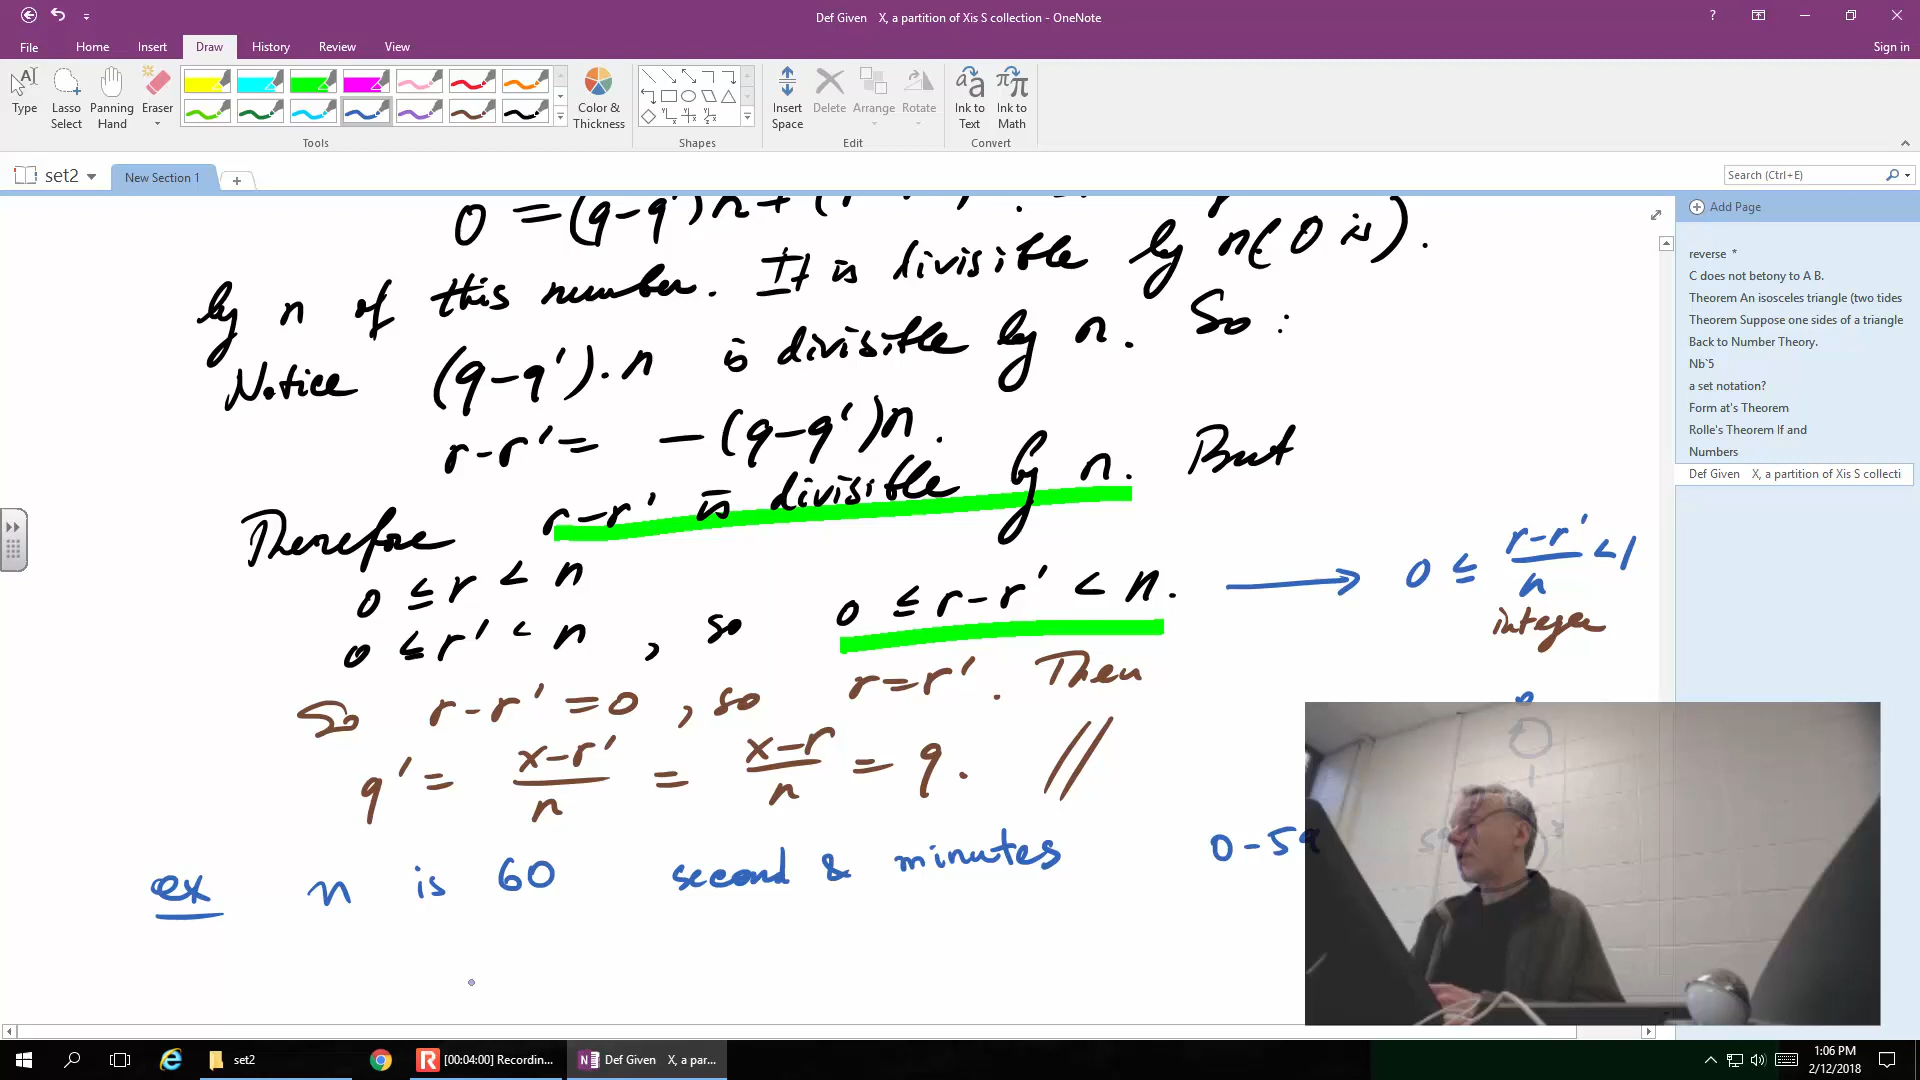 Def Given X, a partition of Xis S collection - OneNote
File Home Insert Draw History Review View
Sign in
Type
Lasso Select
Panning Hand
Eraser
Color & Thickness
Insert Space
Delete
Arrange
Rotate
Ink to Text
Ink to Math
Tools
Shapes
Edit
Convert
set2
New Section 1
Search (Ctrl+E)
Add Page
reverse *
C does not betony to A B.
Theorem An isosceles triangle (two tides
Theorem Suppose one sides of a triangle
Back to Number Theory.
Nb`5
a set notation?
Form at's Theorem
Rolle's Theorem If and
Numbers
Def Given X, a partition of Xis S collecti
0 = (q-q')n + (r
by n of this number. It is divisible by n (0 is).
Notice (q-q')·n is divisible by n. So:
r-r' = -(q-q')n.
Therefore r-r' is divisible by n. But
0 ≤ r < n
0 ≤ r' < n, so 0 ≤ r-r' < n. → 0 ≤ (r-r')/n < 1
integer
So r-r' = 0, so r = r'. Then
q' = (x-r')/n = (x-r)/n = q. //
ex n is 60 second & minutes 0-59
set2
[00:04:00] Recordin...
Def Given X, a par...
1:06 PM
2/12/2018